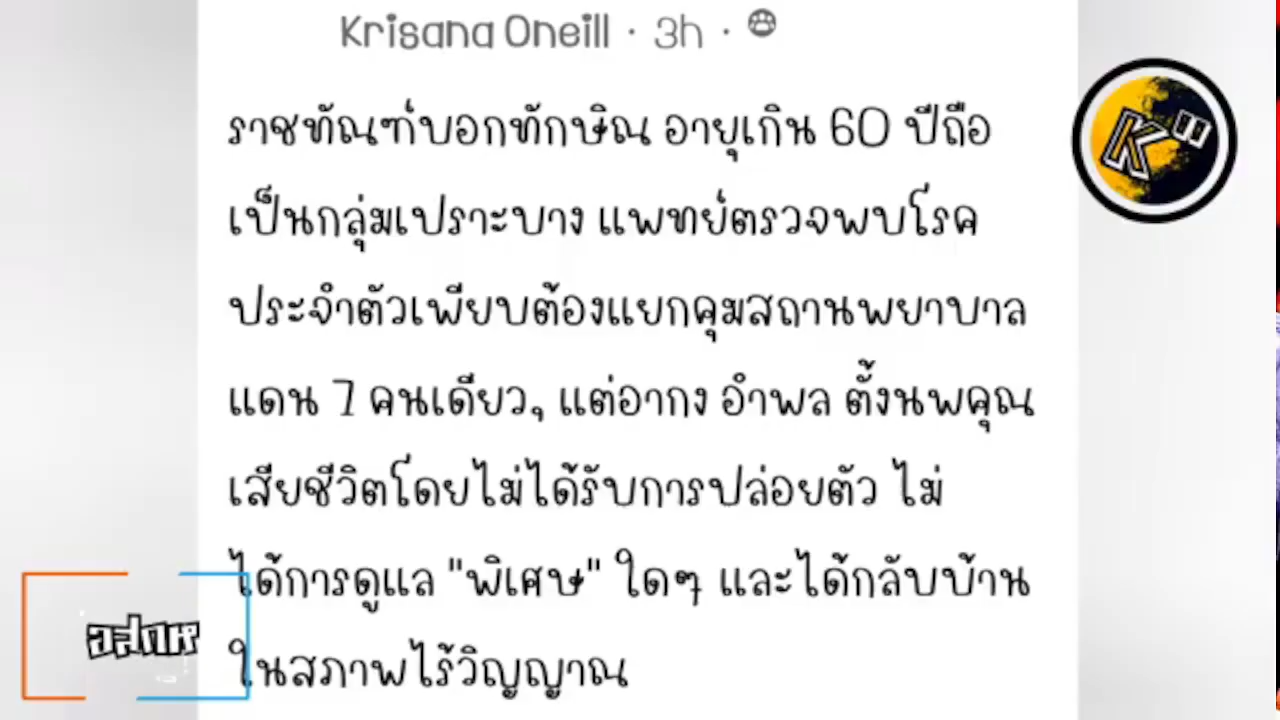 Krisana Oneill · 3h ·
ราชทัณฑ์บอกทักษิณ อายุเกิน 60 ปีถือ
เป็นกลุ่มเปราะบาง แพทย์ตรวจพบโรค
ประจำตัวเพียบต้องแยกคุมสถานพยาบาล
แดน 7 คนเดียว, แต่อากง อำพล ตั้งนพคุณ
เสียชีวิตโดยไม่ได้รับการปล่อยตัว ไม่
ได้การดูแล "พิเศษ" ใดๆ และได้กลับบ้าน
ในสภาพไร้วิญญาณ
K"